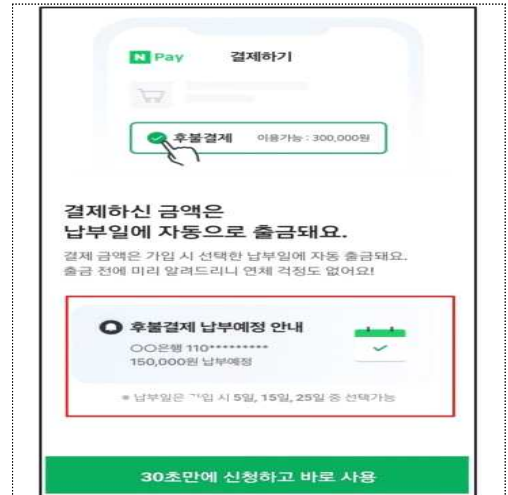 N Pay 결제하기
후불결제 이용가능 : 300,000원
결제하신 금액은
납부일에 자동으로 출금돼요.
결제 금액은 가입 시 선택한 납부일에 자동 출금돼요.
출금 전에 미리 알려드리니 연체 걱정도 없어요!
후불결제 납부예정 안내
〇〇은행 110*********
150,000원 납부예정
* 납부일은 가입 시 5일, 15일, 25일 중 선택가능
30초만에 신청하고 바로 사용